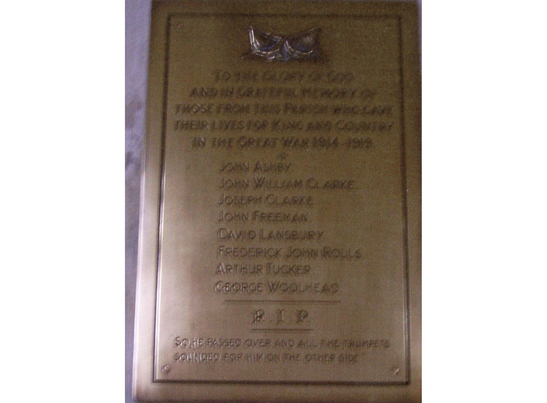 TO THE GLORY OF GOD
AND IN GRATEFUL MEMORY OF
THOSE FROM THIS PARISH WHO GAVE
THEIR LIVES FOR KING AND COUNTRY
IN THE GREAT WAR 1914-1919.
JOHN ASHBY.
JOHN WILLIAM CLARKE.
JOSEPH CLARKE
JOHN FREEMAN.
DAVID LANSBURY
FREDERICK JOHN ROLLS
ARTHUR TUCKER
GEORGE WOOLHEAD
R.I.P.
"SO HE PASSED OVER AND ALL THE TRUMPETS
SOUNDED FOR HIM ON THE OTHER SIDE"